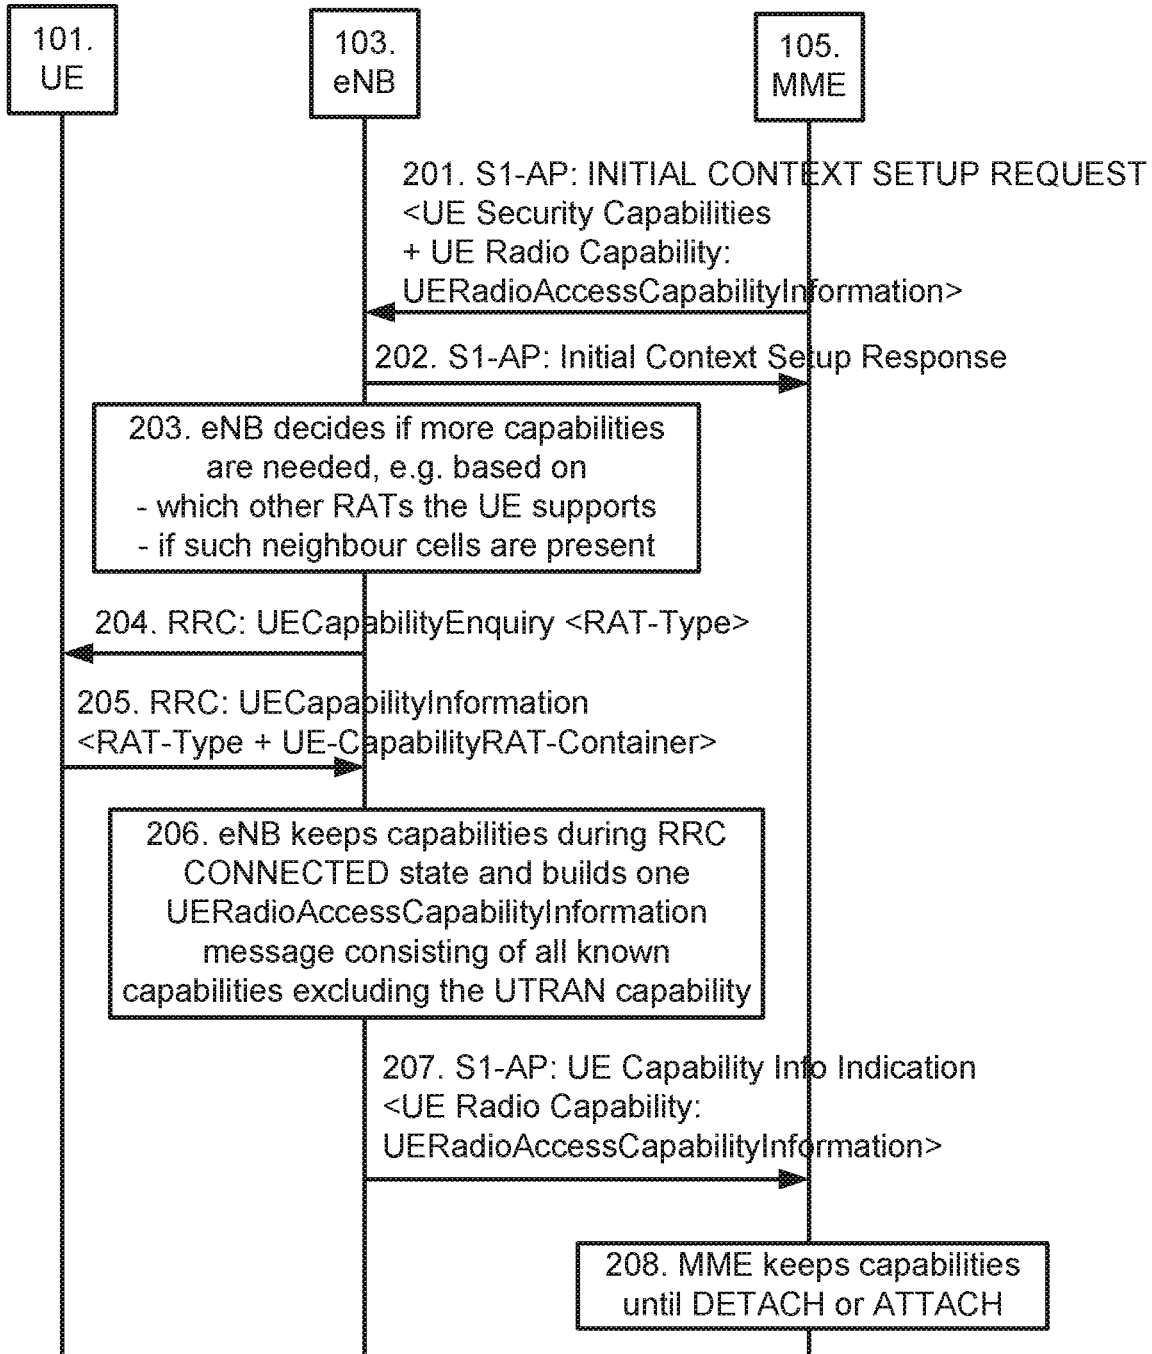 101.
UE
103.
eNB
105.
MME
201. S1-AP: INITIAL CONTEXT SETUP REQUEST
<UE Security Capabilities
+ UE Radio Capability:
UERadioAccessCapabilityInformation>
202. S1-AP: Initial Context Setup Response
203. eNB decides if more capabilities
are needed, e.g. based on
- which other RATs the UE supports
- if such neighbour cells are present
204. RRC: UECapabilityEnquiry <RAT-Type>
205. RRC: UECapabilityInformation
<RAT-Type + UE-CapabilityRAT-Container>
206. eNB keeps capabilities during RRC
CONNECTED state and builds one
UERadioAccessCapabilityInformation
message consisting of all known
capabilities excluding the UTRAN capability
207. S1-AP: UE Capability Info Indication
<UE Radio Capability:
UERadioAccessCapabilityInformation>
208. MME keeps capabilities
until DETACH or ATTACH